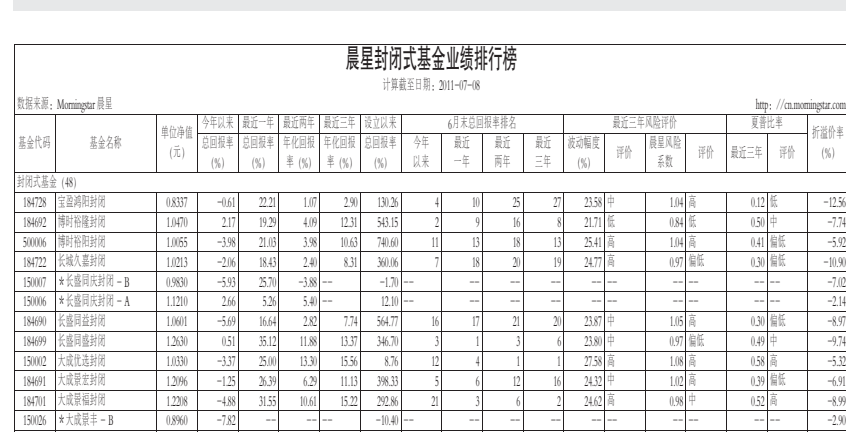 晨星封闭式基金业绩排行榜
计算截至日期：2011-07-08
数据来源：Morningstar 晨星 http：//cn.morningstar.com
基金代码 基金名称 单位净值（元） 今年以来总回报率（%） 最近一年总回报率（%） 最近两年年化回报率（%） 最近三年年化回报率（%） 设立以来总回报率（%） 6月末总回报率排名 今年以来 最近一年 最近两年 最近三年 最近三年风险评价 波动幅度（%） 评价 晨星风险系数 评价 夏普比率 最近三年 评价 折溢价率（%）
封闭式基金（48）
184728 宝盈鸿阳封闭 0.8337 -0.61 22.21 1.07 2.90 130.26 4 10 25 27 23.58 中 1.04 高 0.12 低 -12.56
184692 博时裕隆封闭 1.0470 2.17 19.29 4.09 12.31 543.15 2 9 16 8 21.71 低 0.84 低 0.50 中 -7.74
500006 博时裕阳封闭 1.0055 -3.98 21.03 3.98 10.63 740.60 11 13 18 13 25.41 高 1.04 高 0.41 偏低 -5.92
184722 长城久嘉封闭 1.0213 -2.06 18.43 2.40 8.31 360.06 7 18 20 19 24.77 高 0.97 偏低 0.30 偏低 -10.90
150007 *长盛同庆封闭-B 0.9830 -5.93 25.70 -3.88 -- -1.70 -- -- -- -- -- -- -- -- -- -- -7.02
150006 *长盛同庆封闭-A 1.1210 2.66 5.26 5.40 -- 12.10 -- -- -- -- -- -- -- -- -- -- -2.14
184690 长盛同益封闭 1.0601 -5.69 16.64 2.82 7.74 564.77 16 17 21 20 23.87 中 1.05 高 0.30 偏低 -8.97
184699 长盛同盛封闭 1.2630 0.51 35.12 11.88 13.37 346.70 3 1 3 6 23.80 中 0.97 偏低 0.49 中 -9.74
150002 大成优选封闭 1.0330 -3.37 25.00 13.30 15.56 8.76 12 4 1 1 27.58 高 1.08 高 0.58 高 -5.32
184691 大成景宏封闭 1.2096 -1.25 26.39 6.29 11.13 398.33 5 6 12 16 24.32 中 1.02 高 0.39 偏低 -6.91
184701 大成景福封闭 1.2208 -4.88 31.55 10.61 15.22 292.86 21 3 6 2 24.62 高 0.98 中 0.52 高 -8.99
150026 *大成景丰-B 0.8960 -7.82 -- -- -- -10.40 -- -- -- -- -- -- -- -- -- -- -2.90